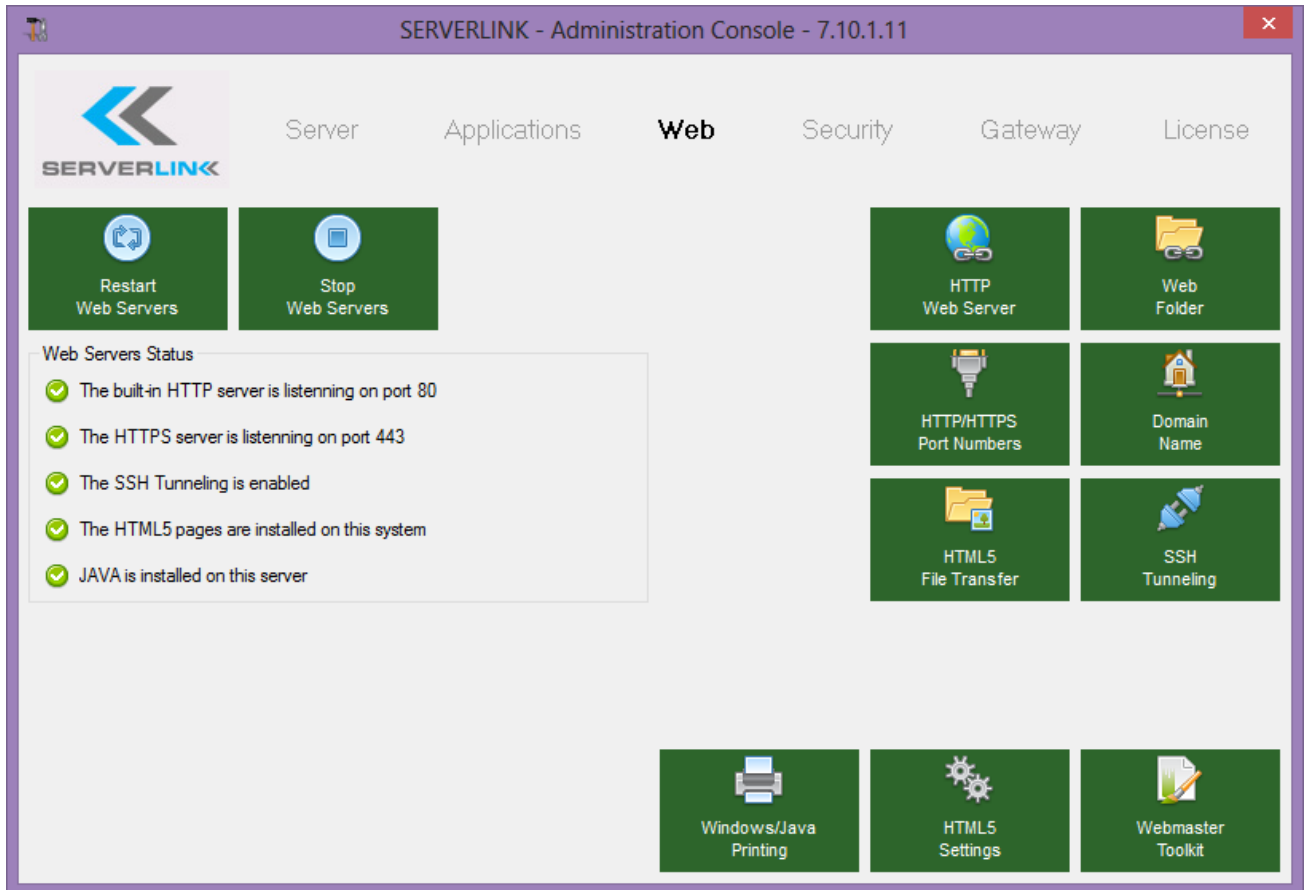 SERVERLINK - Administration Console - 7.10.1.11
SERVERLINK
Server
Applications
Web
Security
Gateway
License
Restart
Web Servers
Stop
Web Servers
HTTP
Web Server
Web
Folder
Web Servers Status
The built-in HTTP server is listenning on port 80
The HTTPS server is listenning on port 443
The SSH Tunneling is enabled
The HTML5 pages are installed on this system
JAVA is installed on this server
HTTP/HTTPS
Port Numbers
Domain
Name
HTML5
File Transfer
SSH
Tunneling
Windows/Java
Printing
HTML5
Settings
Webmaster
Toolkit